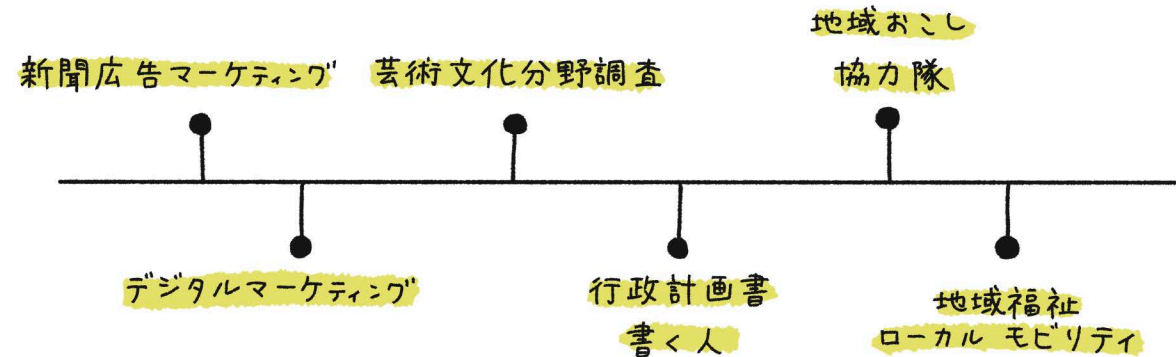 新聞広告マーケティング
デジタルマーケティング
芸術文化分野調査
行政計画書
書く人
地域おこし
協力隊
地域福祉
ローカル モビリティ